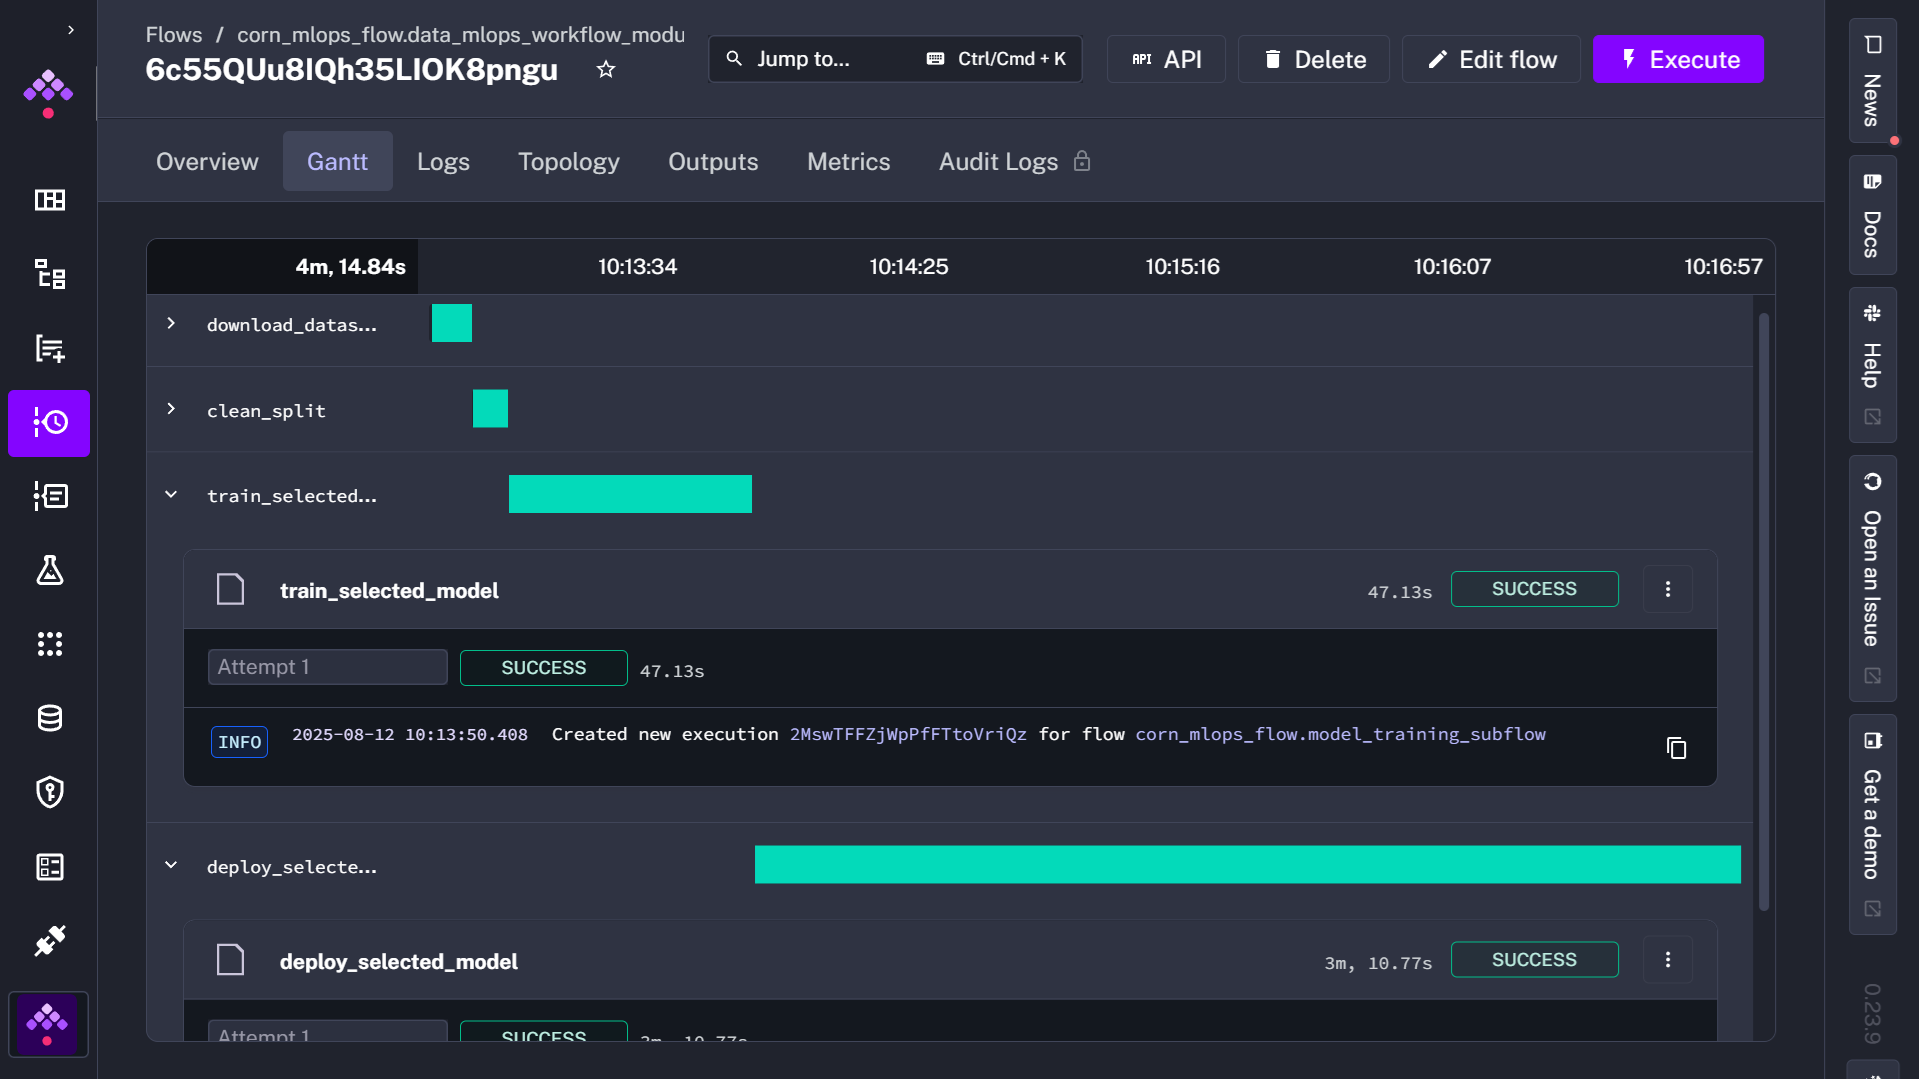 Flows / corn_mlops_flow.data_mlops_workflow_modu
6c55QUu8lQh35LIOK8pngu
Jump to... Ctrl/Cmd + K
API API
Delete
Edit flow
Execute
Overview Gantt Logs Topology Outputs Metrics Audit Logs
4m, 14.84s 10:13:34 10:14:25 10:15:16 10:16:07 10:16:57
download_datas...
clean_split
train_selected...
train_selected_model 47.13s SUCCESS
Attempt 1 SUCCESS 47.13s
INFO 2025-08-12 10:13:50.408 Created new execution 2MswTFFZjWpPfFTtoVriQz for flow corn_mlops_flow.model_training_subflow
deploy_selecte...
deploy_selected_model 3m, 10.77s SUCCESS
Attempt 1 SUCCESS 3m, 10.77s
News
Docs
Help
Open an Issue
Get a demo
0.23.9